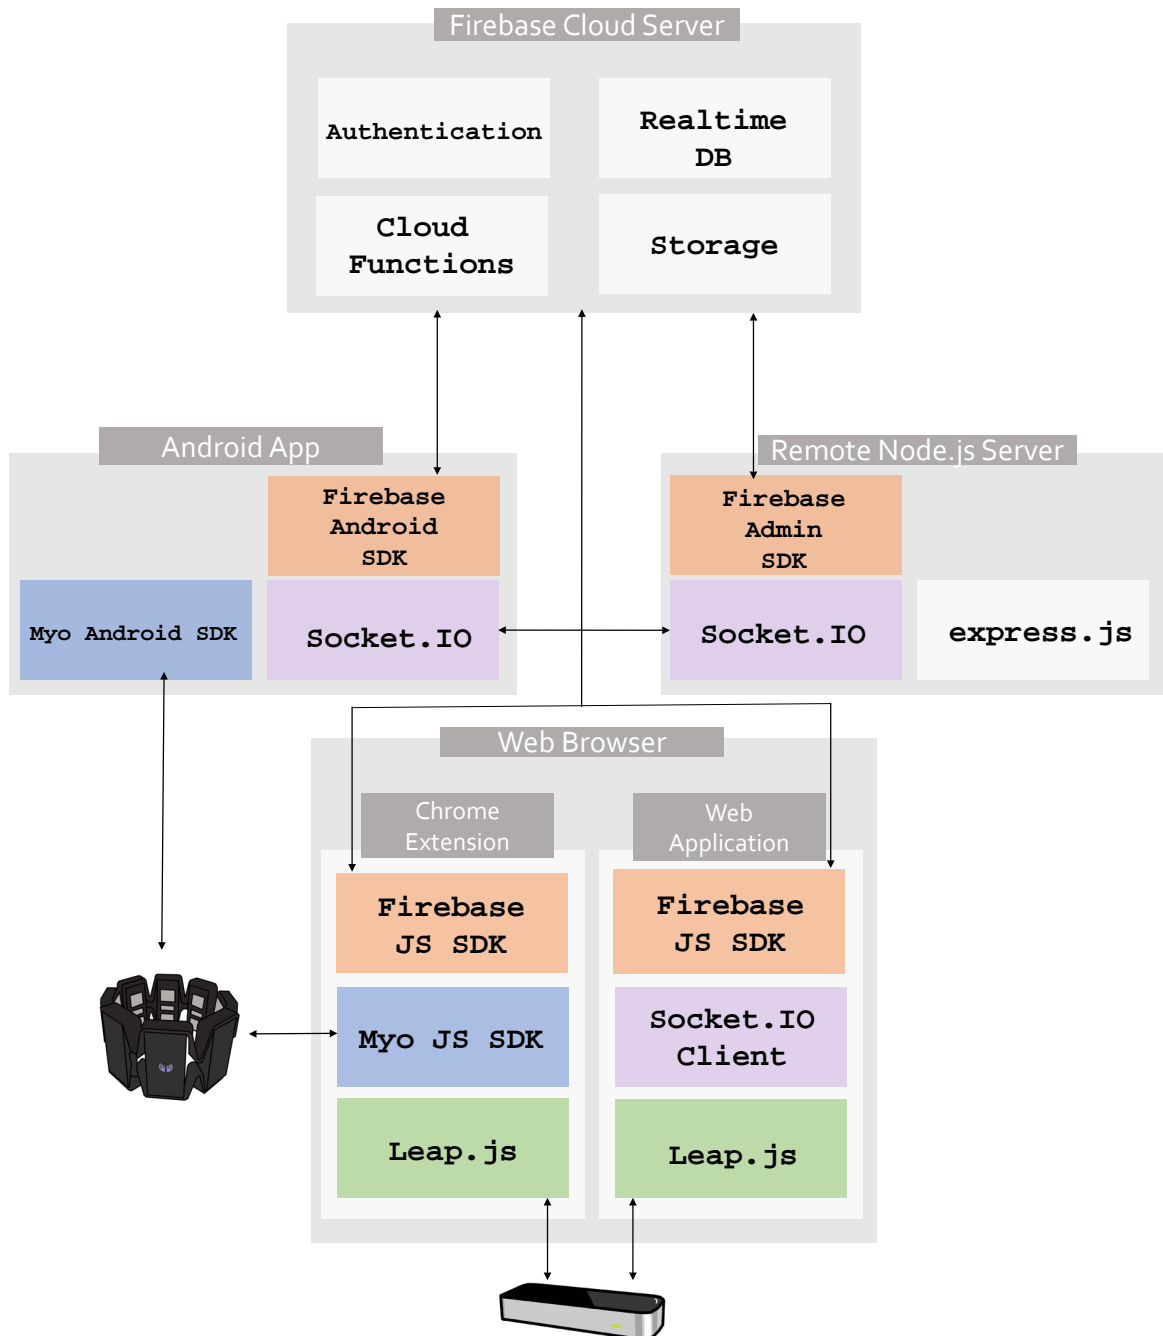 Firebase Cloud Server
Authentication
Realtime
DB
Cloud
Functions
Storage
Android App
Firebase
Android
SDK
Myo Android SDK
Socket.IO
Remote Node.js Server
Firebase
Admin
SDK
Socket.IO
express.js
Web Browser
Chrome
Extension
Firebase
JS SDK
Myo JS SDK
Leap.js
Web
Application
Firebase
JS SDK
Socket.IO
Client
Leap.js